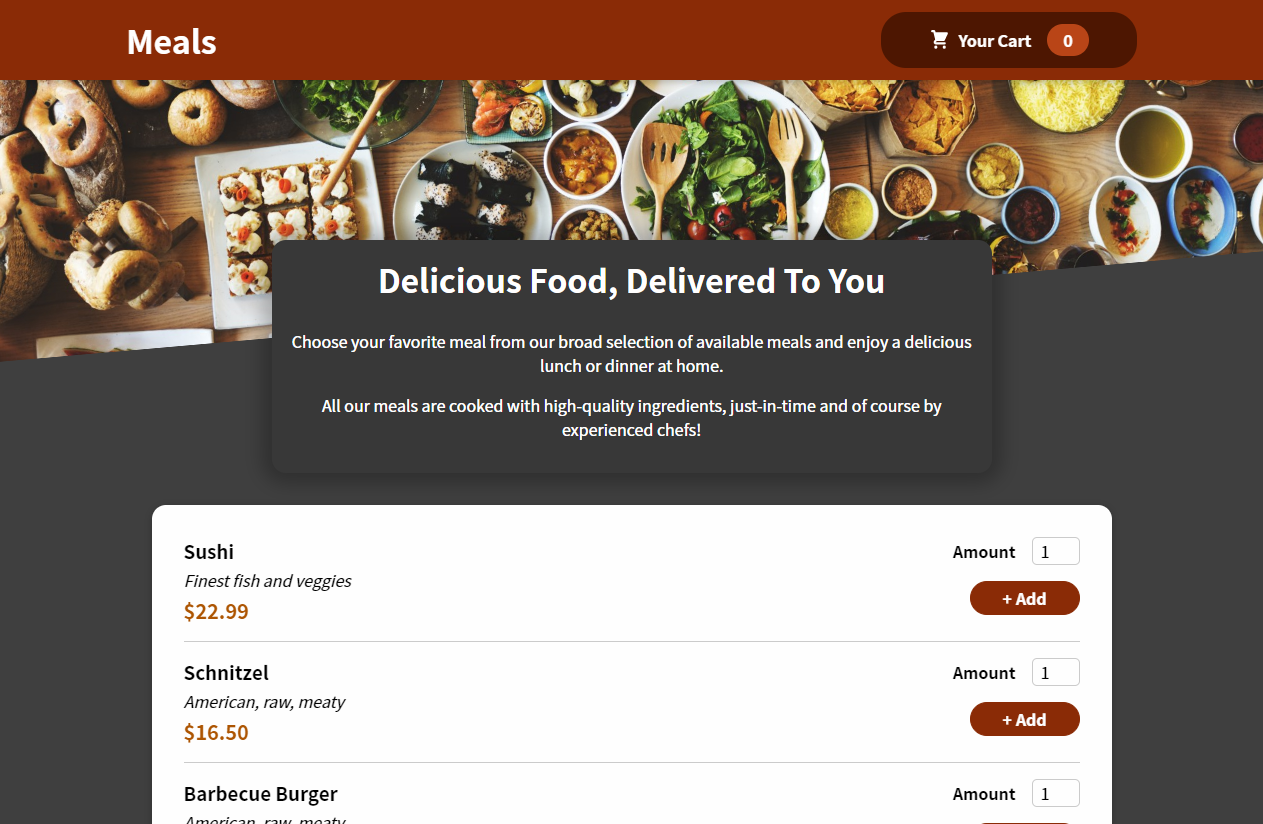 Meals
Your Cart 0
Delicious Food, Delivered To You
Choose your favorite meal from our broad selection of available meals and enjoy a delicious
lunch or dinner at home.
All our meals are cooked with high-quality ingredients, just-in-time and of course by
experienced chefs!
Sushi
Finest fish and veggies
$22.99
Amount 1
+ Add
Schnitzel
American, raw, meaty
$16.50
Amount 1
+ Add
Barbecue Burger
American, raw, meaty
Amount 1